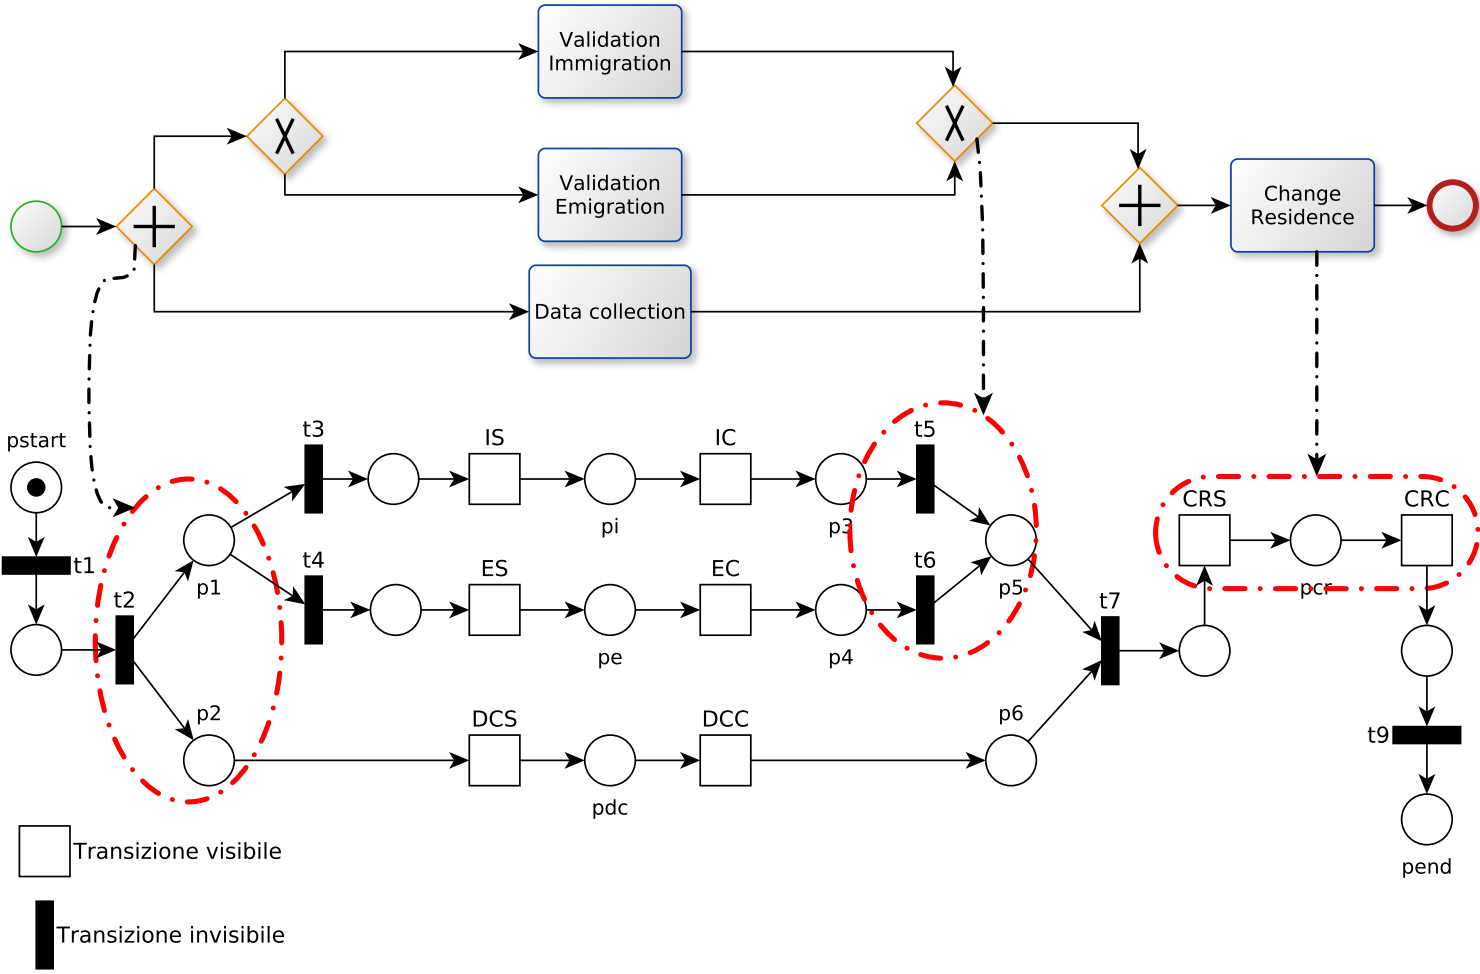 Validation
Immigration
Validation
Emigration
Change
Residence
Data collection
pstart
t3
IS
IC
t5
pi
p3
CRS
CRC
t1
t2
p1
t4
ES
EC
t6
p5
pcr
t7
pe
p4
p2
DCS
DCC
p6
t9
pdc
Transizione visibile
pend
Transizione invisibile